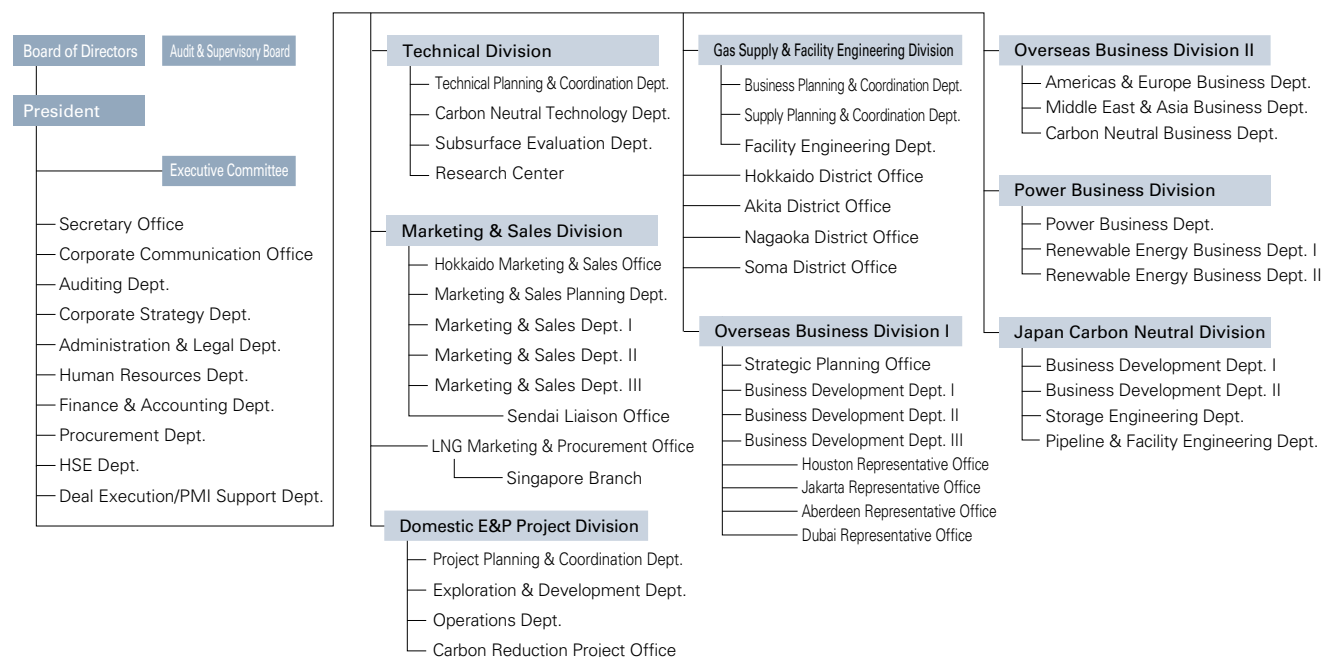 Board of Directors
Audit & Supervisory Board
President
Executive Committee
Secretary Office
Corporate Communication Office
Auditing Dept.
Corporate Strategy Dept.
Administration & Legal Dept.
Human Resources Dept.
Finance & Accounting Dept.
Procurement Dept.
HSE Dept.
Deal Execution/PMI Support Dept.
Technical Division
Technical Planning & Coordination Dept.
Carbon Neutral Technology Dept.
Subsurface Evaluation Dept.
Research Center
Marketing & Sales Division
Hokkaido Marketing & Sales Office
Marketing & Sales Planning Dept.
Marketing & Sales Dept. I
Marketing & Sales Dept. II
Marketing & Sales Dept. III
Sendai Liaison Office
LNG Marketing & Procurement Office
Singapore Branch
Domestic E&P Project Division
Project Planning & Coordination Dept.
Exploration & Development Dept.
Operations Dept.
Carbon Reduction Project Office
Gas Supply & Facility Engineering Division
Business Planning & Coordination Dept.
Supply Planning & Coordination Dept.
Facility Engineering Dept.
Hokkaido District Office
Akita District Office
Nagaoka District Office
Soma District Office
Overseas Business Division I
Strategic Planning Office
Business Development Dept. I
Business Development Dept. II
Business Development Dept. III
Houston Representative Office
Jakarta Representative Office
Aberdeen Representative Office
Dubai Representative Office
Overseas Business Division II
Americas & Europe Business Dept.
Middle East & Asia Business Dept.
Carbon Neutral Business Dept.
Power Business Division
Power Business Dept.
Renewable Energy Business Dept. I
Renewable Energy Business Dept. II
Japan Carbon Neutral Division
Business Development Dept. I
Business Development Dept. II
Storage Engineering Dept.
Pipeline & Facility Engineering Dept.